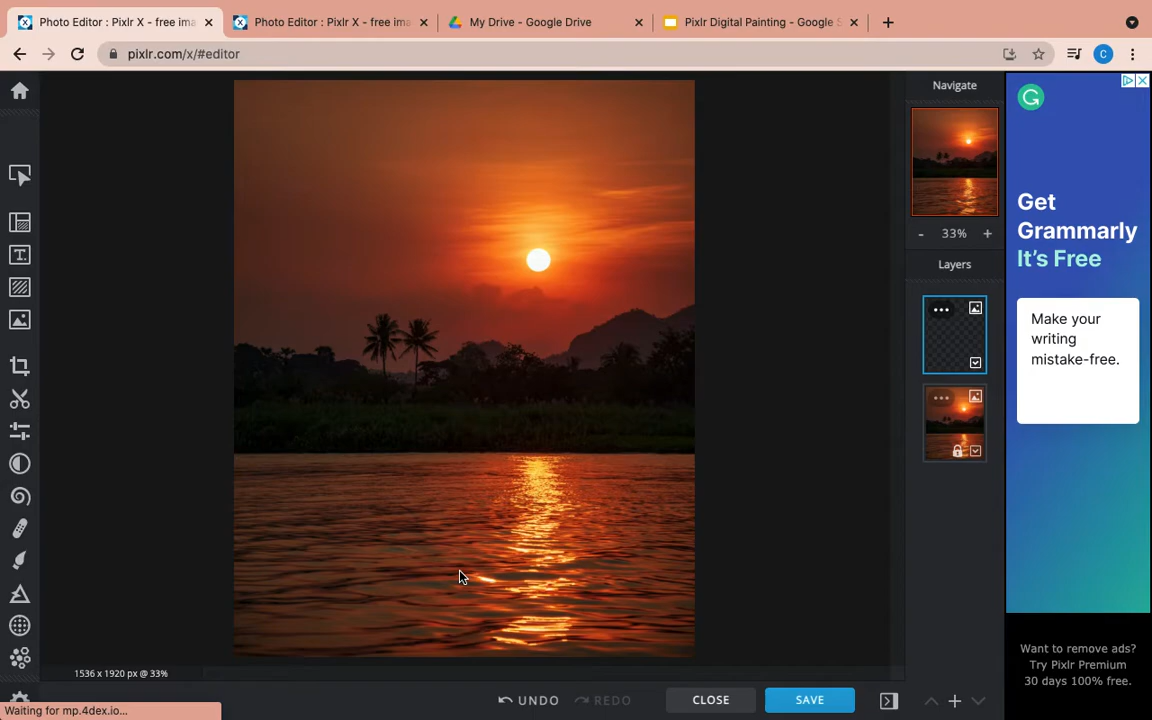 Photo Editor : Pixlr X - free ima
Photo Editor : Pixlr X - free ima
My Drive - Google Drive
Pixlr Digital Painting - Google S
pixlr.com/x/#editor
C
Navigate
- 33% +
Layers
Get
Grammarly
It's Free
Make your
writing
mistake-free.
Want to remove ads?
Try Pixlr Premium
30 days 100% free.
1536 x 1920 px @ 33%
UNDO
REDO
CLOSE
SAVE
Waiting for mp.4dex.io...